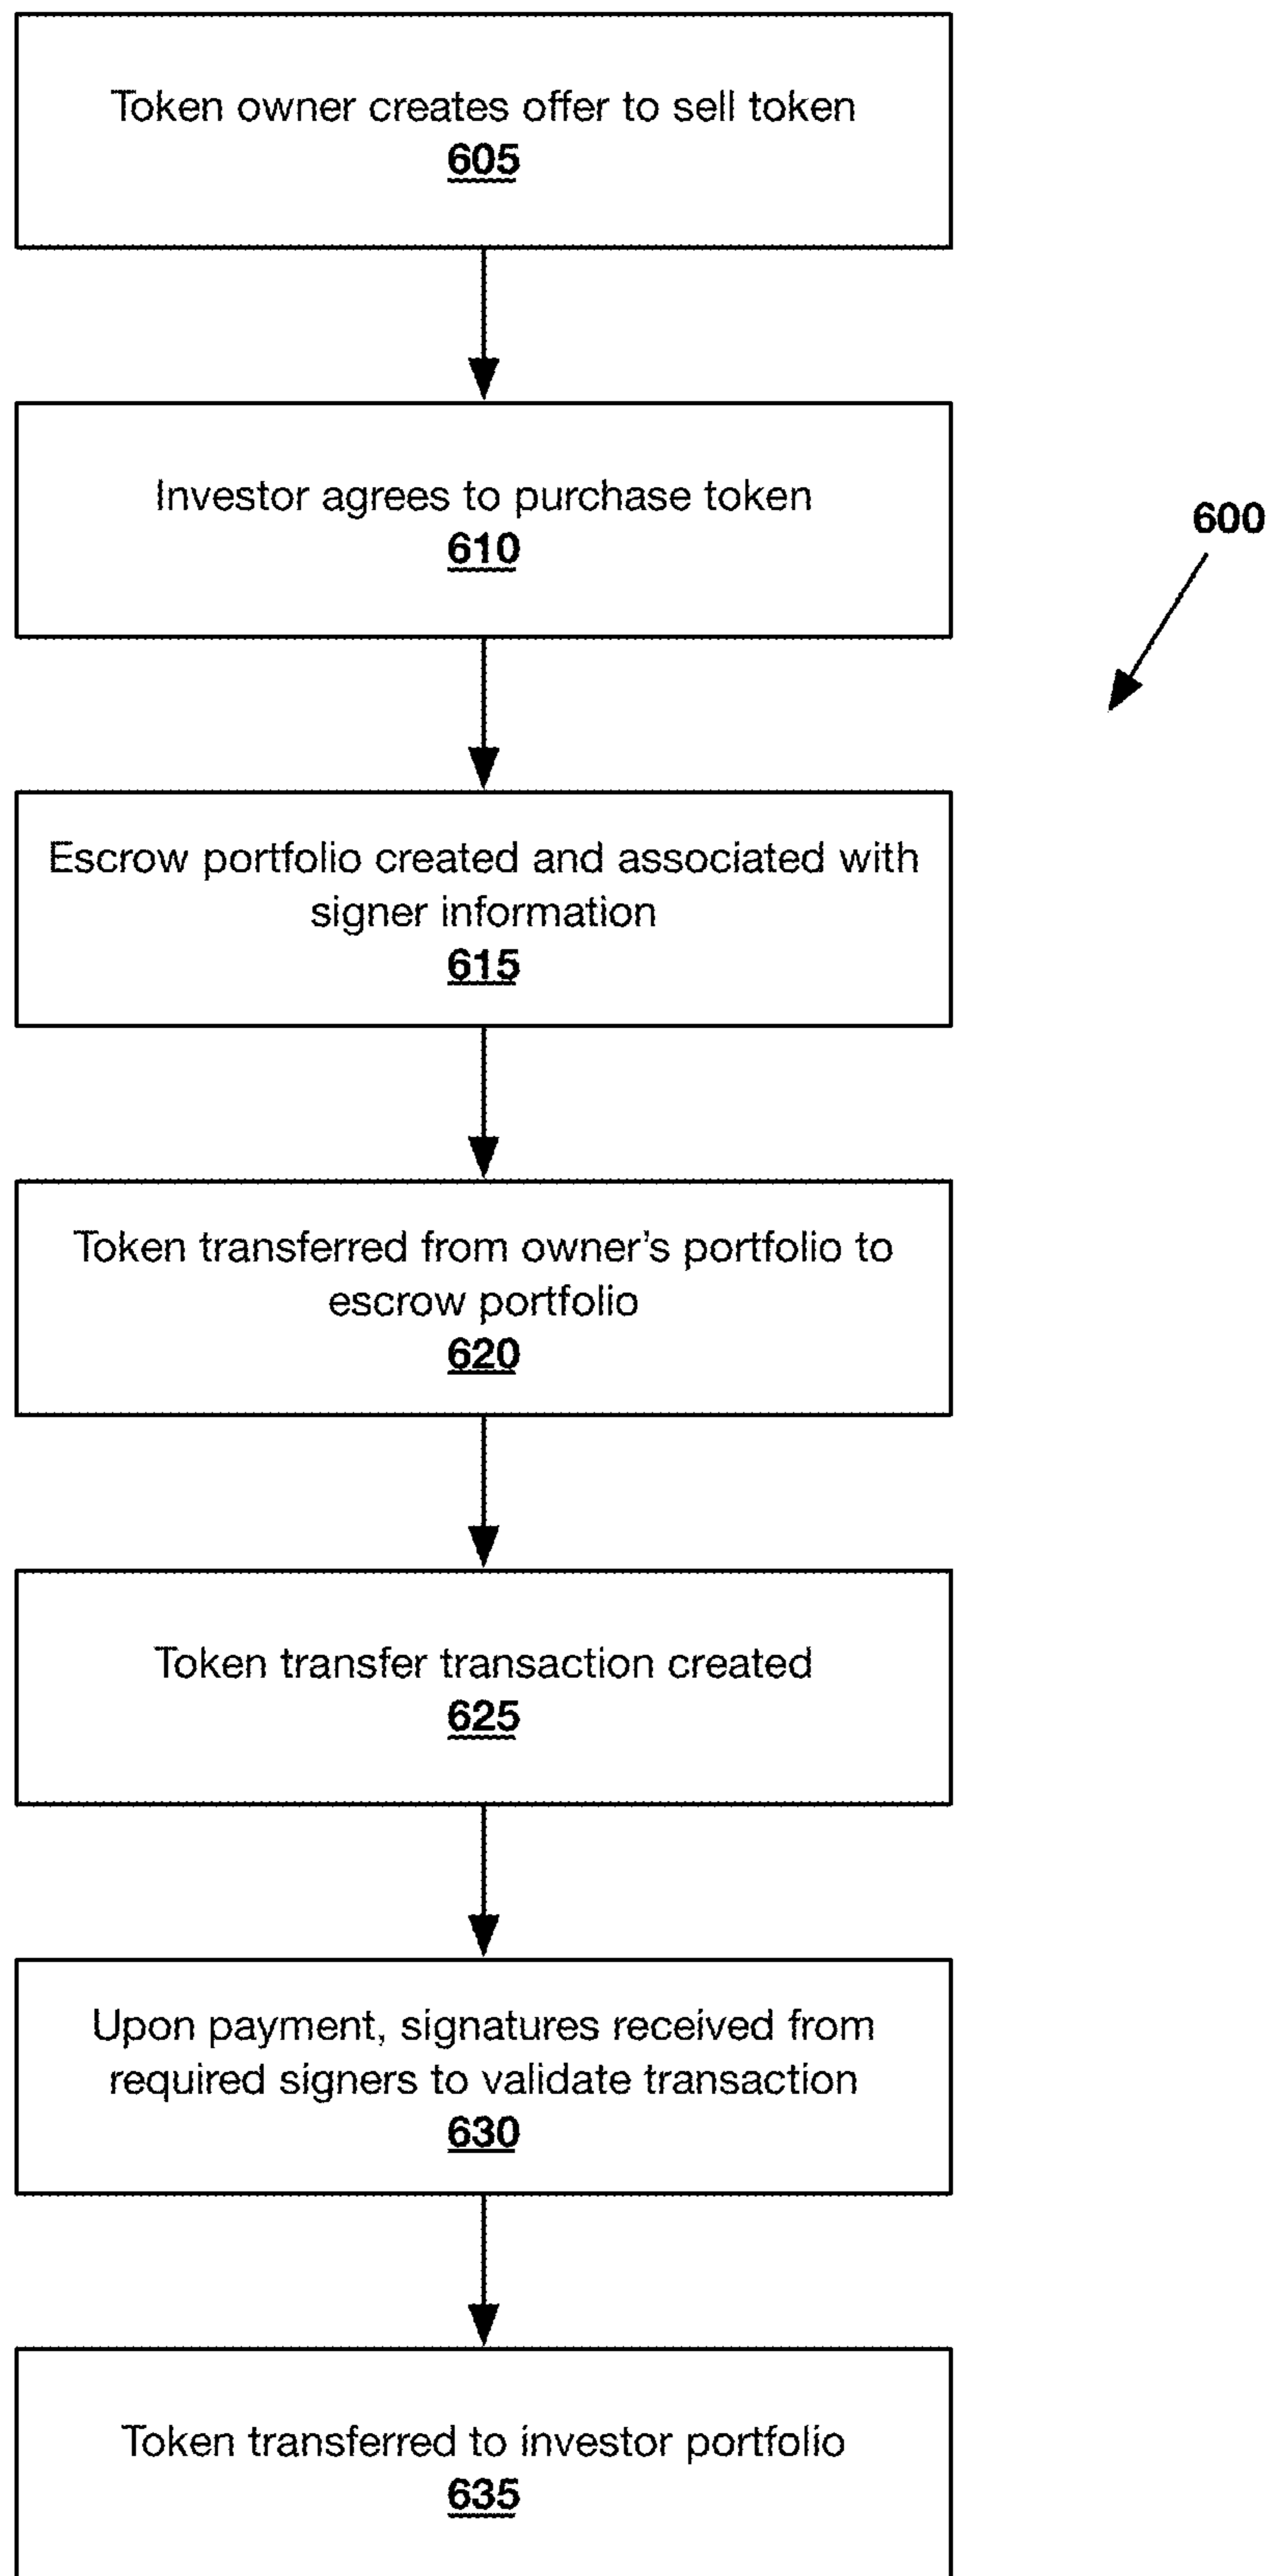 Token owner creates offer to sell token
605
Investor agrees to purchase token
610
600
Escrow portfolio created and associated with
signer information
615
Token transferred from owner's portfolio to
escrow portfolio
620
Token transfer transaction created
625
Upon payment, signatures received from
required signers to validate transaction
630
Token transferred to investor portfolio
635